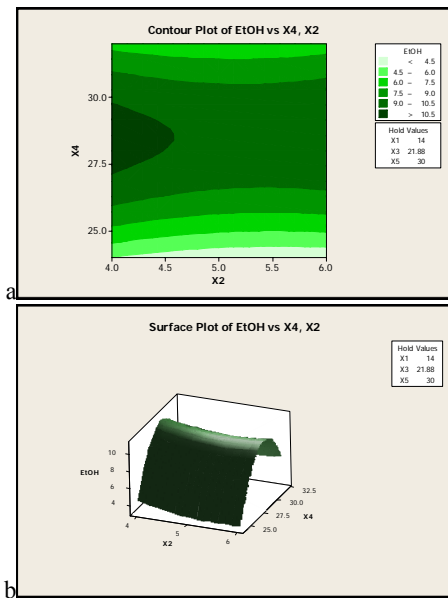 Contour Plot of EtOH vs X4, X2
EtOH
< 4.5
4.5 – 6.0
6.0 – 7.5
7.5 – 9.0
9.0 – 10.5
> 10.5
Hold Values
X1 14
X3 21.88
X5 30
30.0
27.5
25.0
X4
4.0 4.5 5.0 5.5 6.0
X2
a
Surface Plot of EtOH vs X4, X2
Hold Values
X1 14
X3 21.88
X5 30
10
8
6
4
EtOH
4
5
6
X2
32.5
30.0
27.5
25.0
X4
b